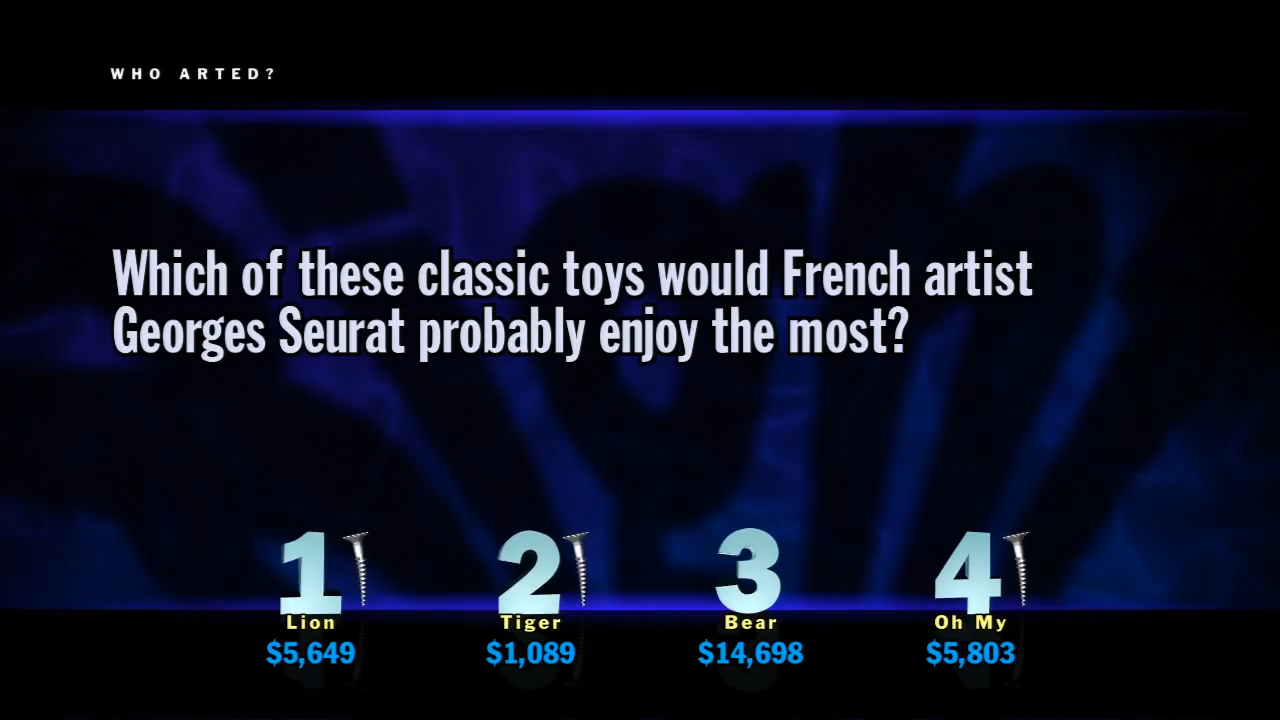 WHO ARTED?
Which of these classic toys would French artist
Georges Seurat probably enjoy the most?
1 2 3 4
Lion Tiger Bear Oh My
$5,649 $1,089 $14,698 $5,803